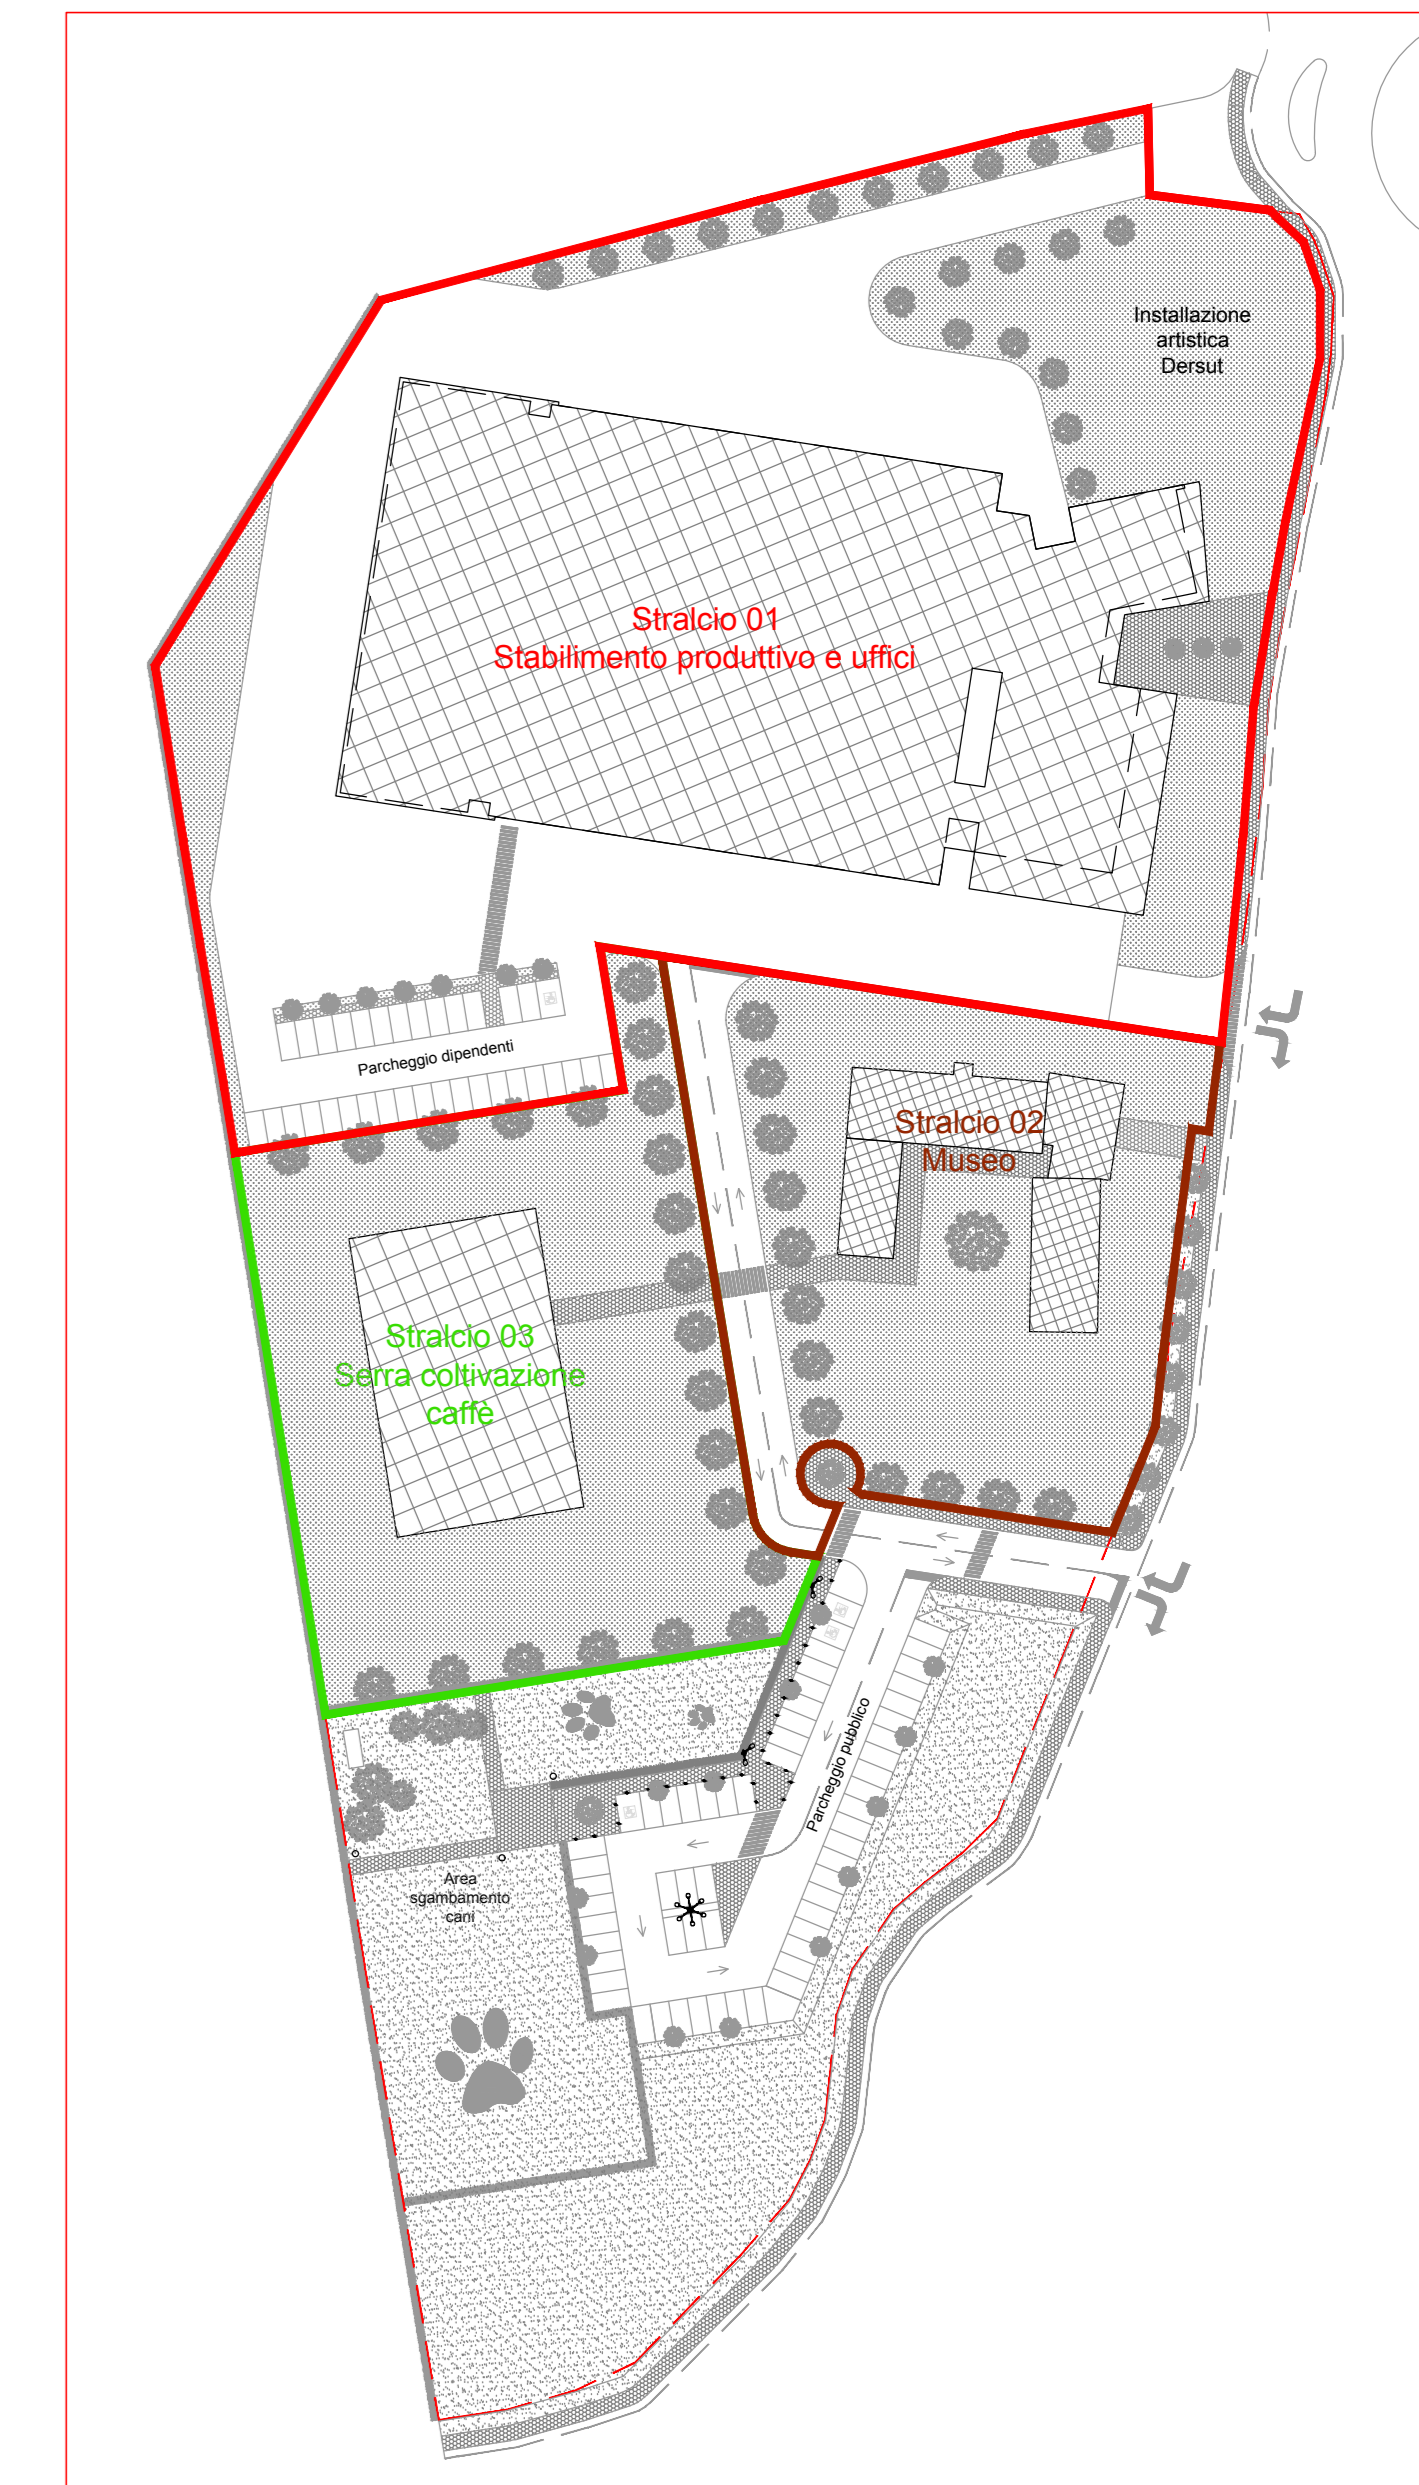 Installazione
artistica
Dersut
Stralcio 01
Stabilimento produttivo e uffici
Parcheggio dipendenti
Stralcio 02
Museo
Stralcio 03
Serra coltivazione
caffè
Parcheggio pubblico
Area
sgambamento
cani